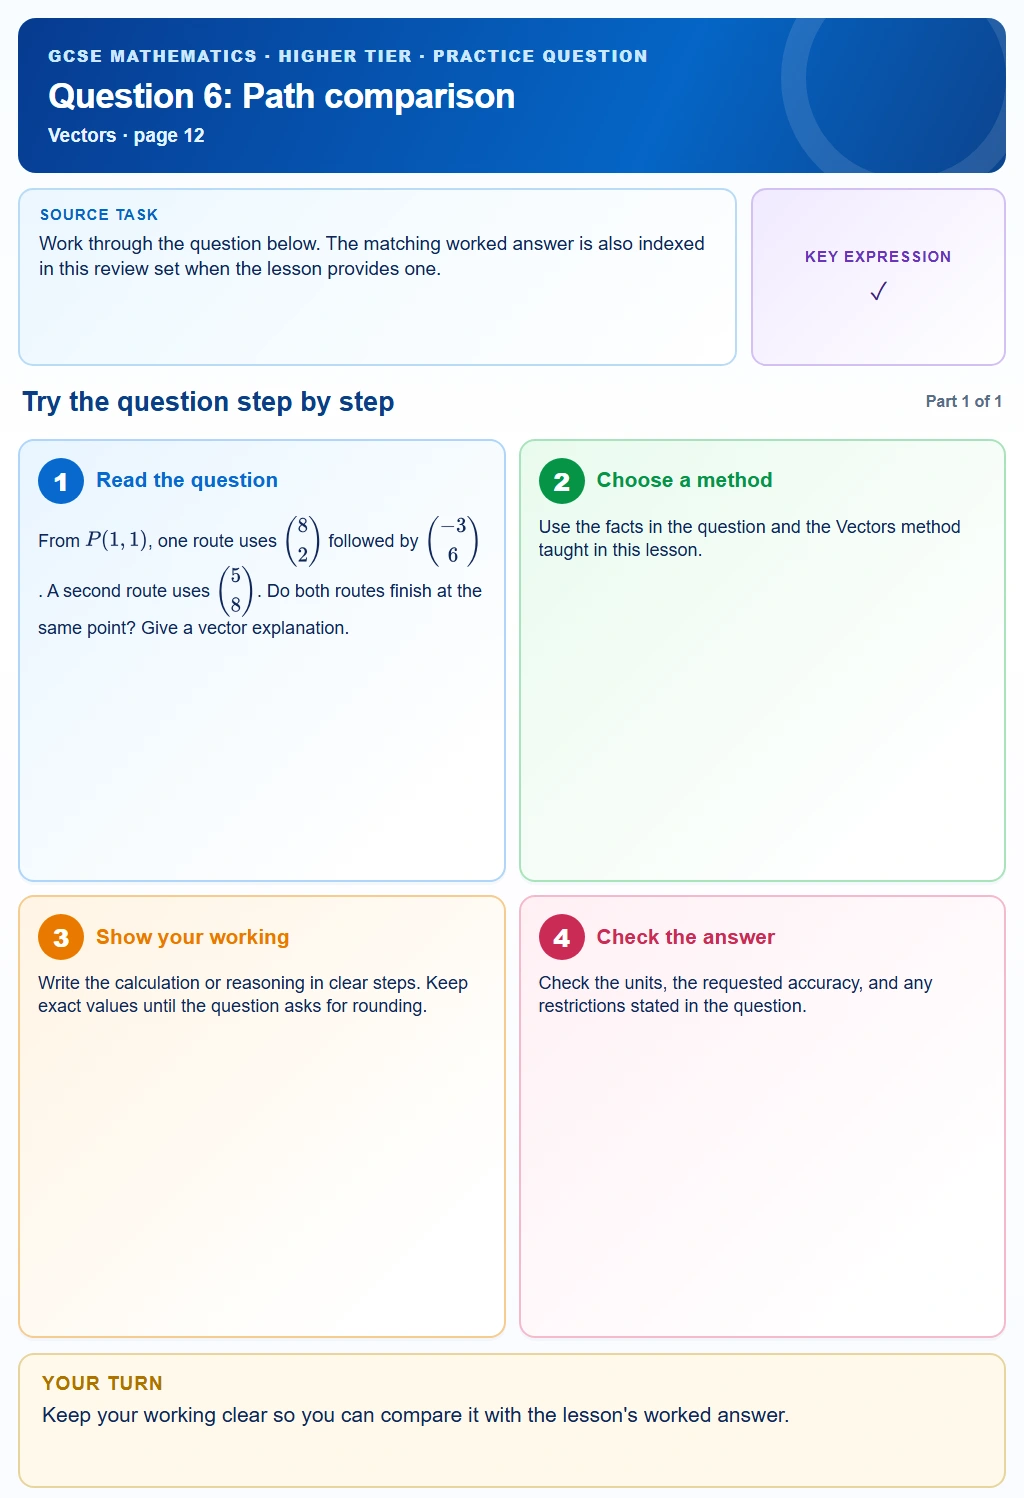 GCSE MATHEMATICS · HIGHER TIER · PRACTICE QUESTION
Question 6: Path comparison
Vectors · page 12
SOURCE TASK
Work through the question below. The matching worked answer is also indexed
in this review set when the lesson provides one.
KEY EXPRESSION
✓
Try the question step by step
Part 1 of 1
1 Read the question
From P(1, 1), one route uses (8 2) followed by (−3 6)
. A second route uses (5 8). Do both routes finish at the
same point? Give a vector explanation.
2 Choose a method
Use the facts in the question and the Vectors method
taught in this lesson.
3 Show your working
Write the calculation or reasoning in clear steps. Keep
exact values until the question asks for rounding.
4 Check the answer
Check the units, the requested accuracy, and any
restrictions stated in the question.
YOUR TURN
Keep your working clear so you can compare it with the lesson's worked answer.